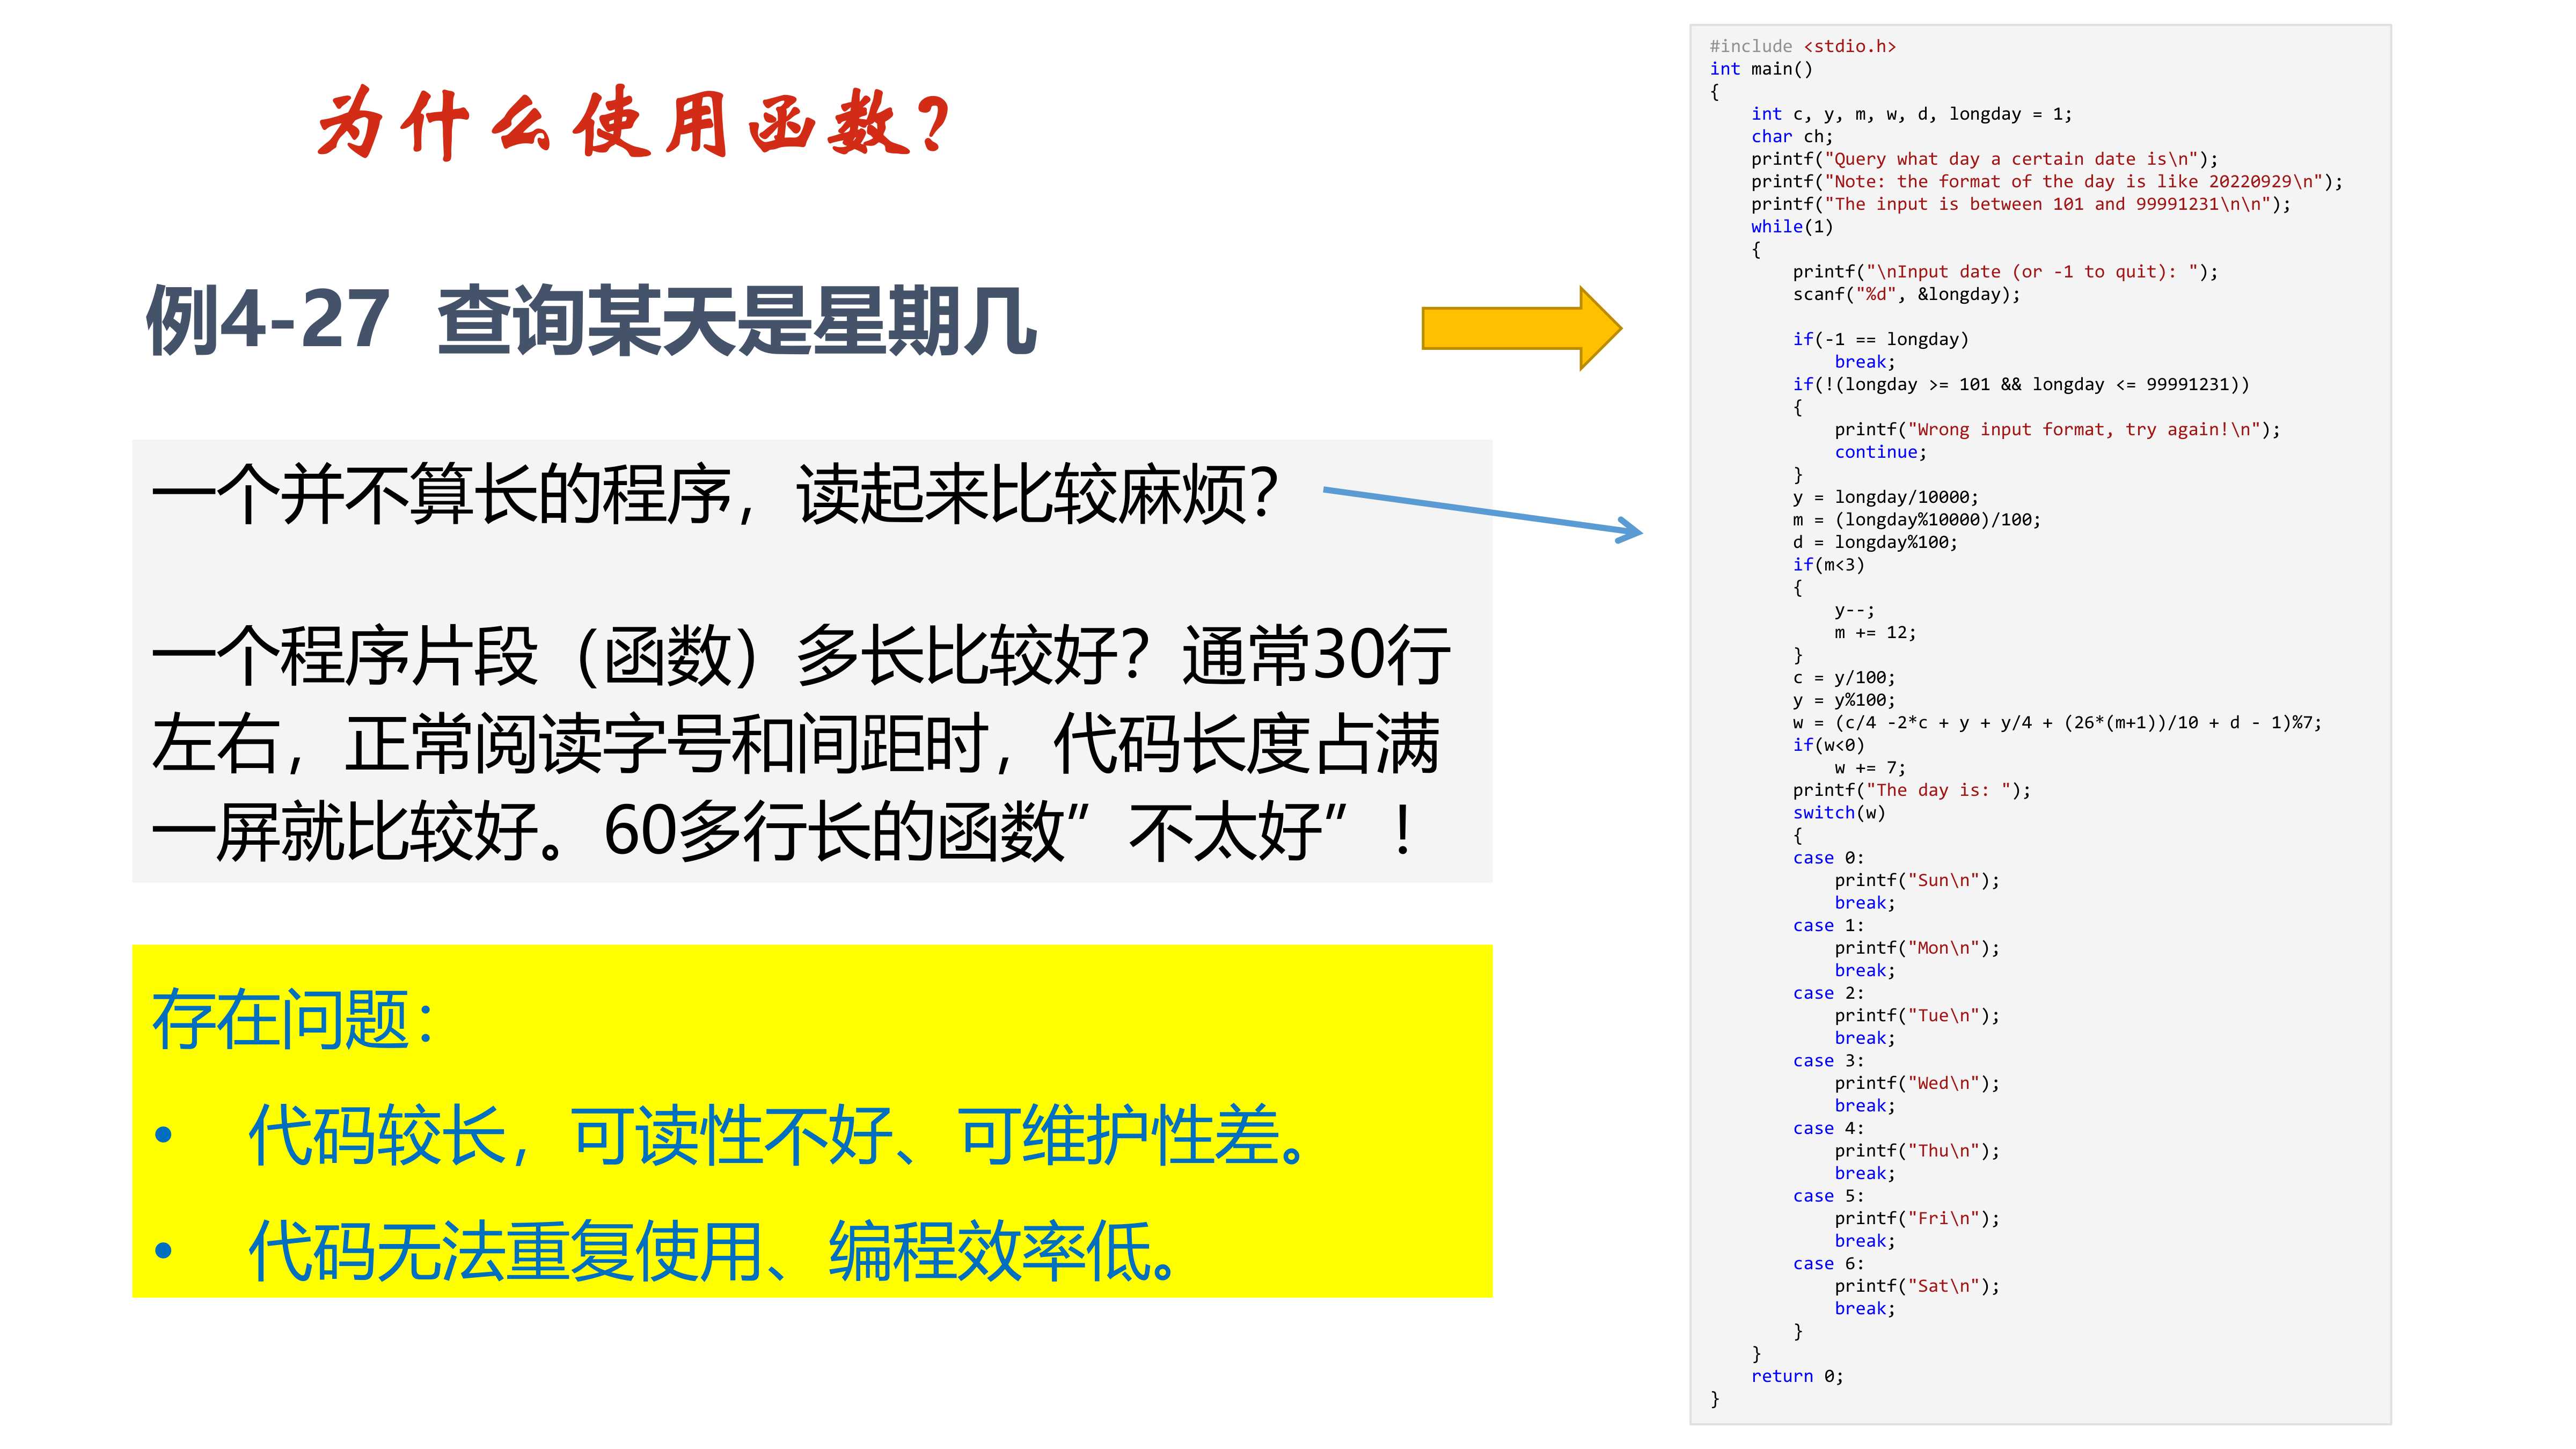 为什么使用函数？
例4-27 查询某天是星期几
一个并不算长的程序，读起来比较麻烦？
一个程序片段（函数）多长比较好？通常30行
左右，正常阅读字号和间距时，代码长度占满
一屏就比较好。60多行长的函数”不太好”！
存在问题：
• 代码较长，可读性不好、可维护性差。
• 代码无法重复使用、编程效率低。
#include <stdio.h>
int main()
{
    int c, y, m, w, d, longday = 1;
    char ch;
    printf("Query what day a certain date is\n");
    printf("Note: the format of the day is like 20220929\n");
    printf("The input is between 101 and 99991231\n\n");
    while(1)
    {
        printf("\nInput date (or -1 to quit): ");
        scanf("%d", &longday);

        if(-1 == longday)
            break;
        if(!(longday >= 101 && longday <= 99991231))
        {
            printf("Wrong input format, try again!\n");
            continue;
        }
        y = longday/10000;
        m = (longday%10000)/100;
        d = longday%100;
        if(m<3)
        {
            y--;
            m += 12;
        }
        c = y/100;
        y = y%100;
        w = (c/4 -2*c + y + y/4 + (26*(m+1))/10 + d - 1)%7;
        if(w<0)
            w += 7;
        printf("The day is: ");
        switch(w)
        {
        case 0:
            printf("Sun\n");
            break;
        case 1:
            printf("Mon\n");
            break;
        case 2:
            printf("Tue\n");
            break;
        case 3:
            printf("Wed\n");
            break;
        case 4:
            printf("Thu\n");
            break;
        case 5:
            printf("Fri\n");
            break;
        case 6:
            printf("Sat\n");
            break;
        }
    }
    return 0;
}